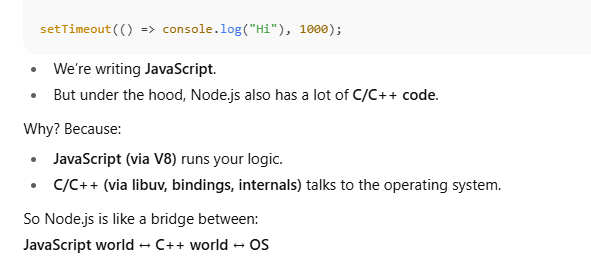 setTimeout(() => console.log("Hi"), 1000);
• We’re writing JavaScript.
• But under the hood, Node.js also has a lot of C/C++ code.
Why? Because:
• JavaScript (via V8) runs your logic.
• C/C++ (via libuv, bindings, internals) talks to the operating system.
So Node.js is like a bridge between:
JavaScript world ↔ C++ world ↔ OS